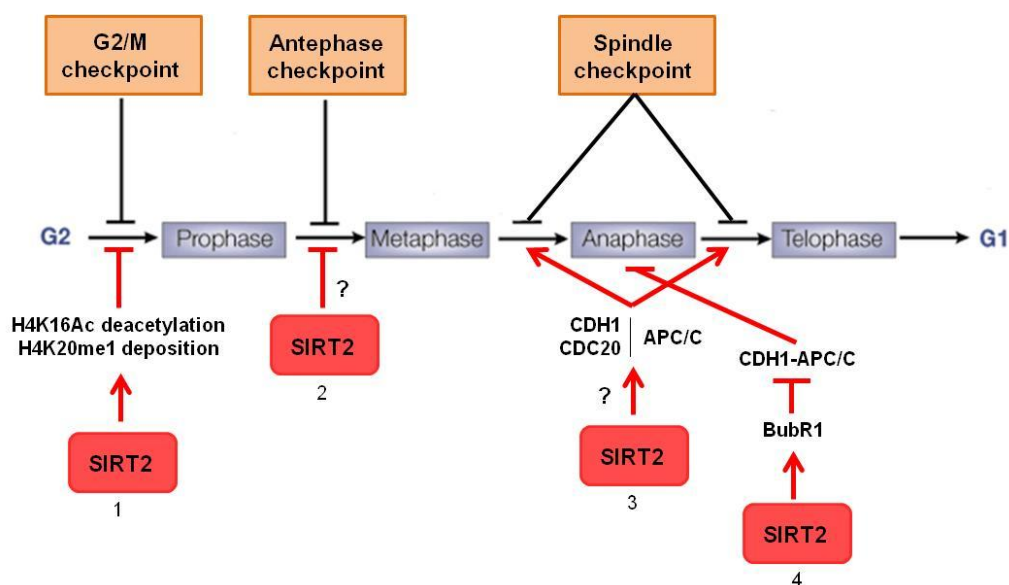 G2/M
checkpoint
Antephase
checkpoint
Spindle
checkpoint
G2
Prophase
Metaphase
Anaphase
Telophase
G1
H4K16Ac deacetylation
H4K20me1 deposition
SIRT2
1
?
SIRT2
2
CDH1
CDC20
APC/C
?
SIRT2
3
CDH1-APC/C
BubR1
SIRT2
4